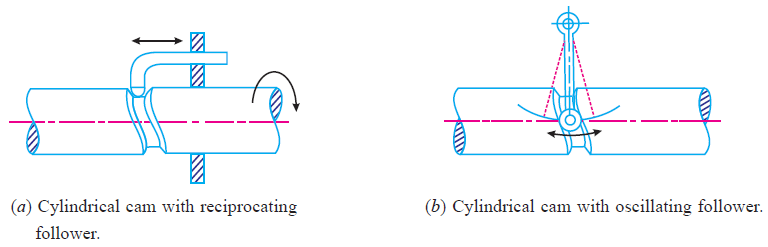 (a) Cylindrical cam with reciprocating
follower.
(b) Cylindrical cam with oscillating follower.